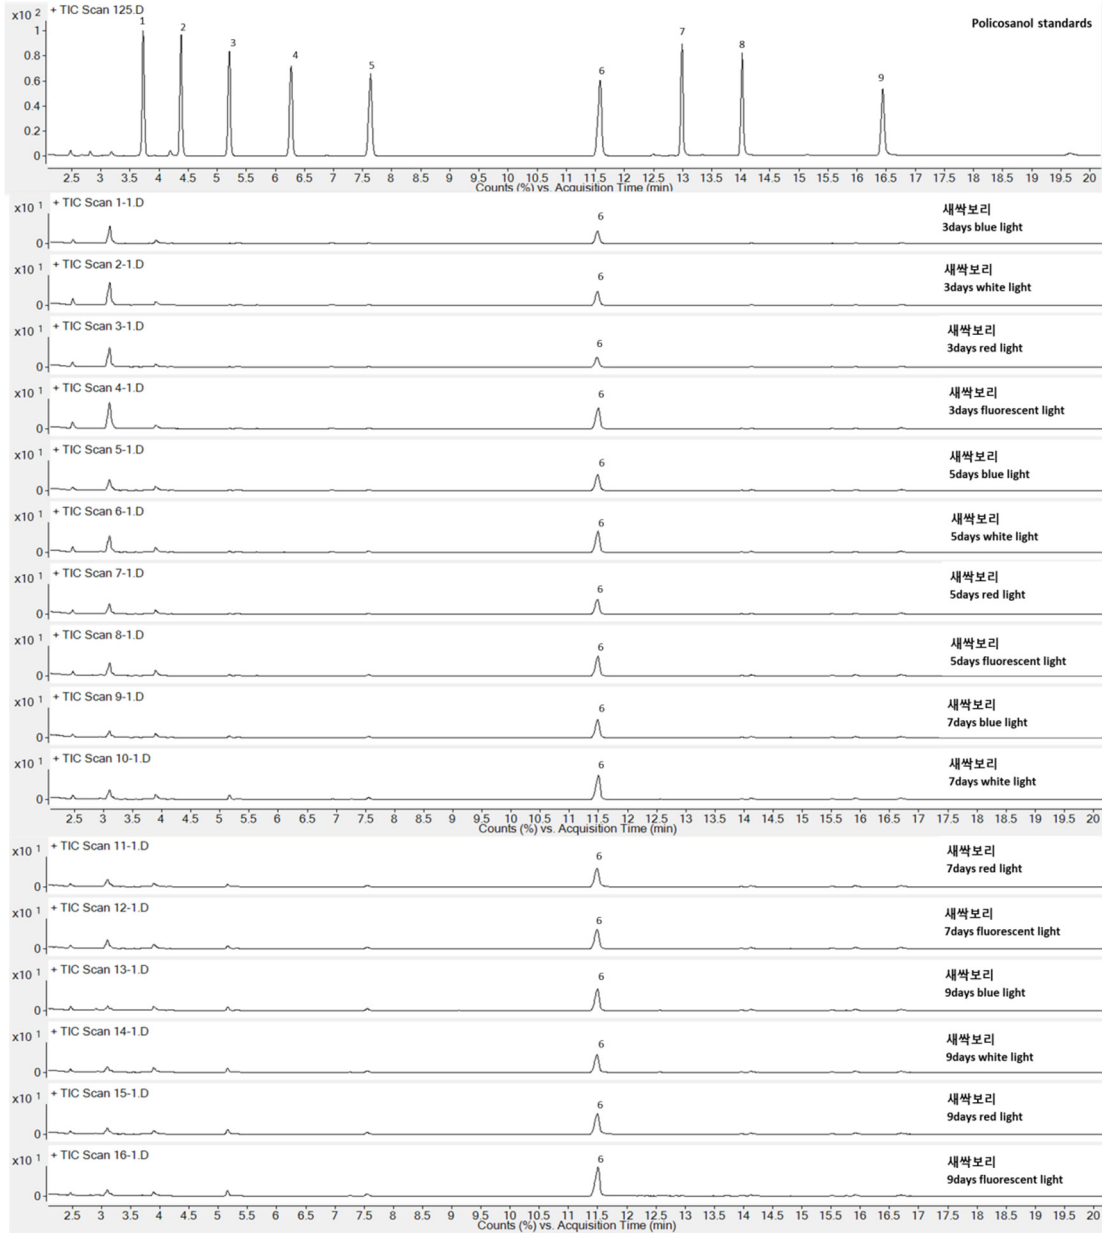 + TIC Scan 125.D
x10 2
Policosanol standards
1 2 3 4 5 6 7 8 9
1
0.8
0.6
0.4
0.2
0
2.5 3 3.5 4 4.5 5 5.5 6 6.5 7 7.5 8 8.5 9 9.5 10 10.5 11 11.5 12 12.5 13 13.5 14 14.5 15 15.5 16 16.5 17 17.5 18 18.5 19 19.5 20
Counts (%) vs. Acquisition Time (min)
+ TIC Scan 1-1.D
x10 1
0
6
새싹보리
3days blue light
+ TIC Scan 2-1.D
x10 1
0
6
새싹보리
3days white light
+ TIC Scan 3-1.D
x10 1
0
6
새싹보리
3days red light
+ TIC Scan 4-1.D
x10 1
0
6
새싹보리
3days fluorescent light
+ TIC Scan 5-1.D
x10 1
0
6
새싹보리
5days blue light
+ TIC Scan 6-1.D
x10 1
0
6
새싹보리
5days white light
+ TIC Scan 7-1.D
x10 1
0
6
새싹보리
5days red light
+ TIC Scan 8-1.D
x10 1
0
6
새싹보리
5days fluorescent light
+ TIC Scan 9-1.D
x10 1
0
6
새싹보리
7days blue light
+ TIC Scan 10-1.D
x10 1
0
6
새싹보리
7days white light
2.5 3 3.5 4 4.5 5 5.5 6 6.5 7 7.5 8 8.5 9 9.5 10 10.5 11 11.5 12 12.5 13 13.5 14 14.5 15 15.5 16 16.5 17 17.5 18 18.5 19 19.5 20
Counts (%) vs. Acquisition Time (min)
+ TIC Scan 11-1.D
x10 1
0
6
새싹보리
7days red light
+ TIC Scan 12-1.D
x10 1
0
6
새싹보리
7days fluorescent light
+ TIC Scan 13-1.D
x10 1
0
6
새싹보리
9days blue light
+ TIC Scan 14-1.D
x10 1
0
6
새싹보리
9days white light
+ TIC Scan 15-1.D
x10 1
0
6
새싹보리
9days red light
+ TIC Scan 16-1.D
x10 1
0
6
새싹보리
9days fluorescent light
2.5 3 3.5 4 4.5 5 5.5 6 6.5 7 7.5 8 8.5 9 9.5 10 10.5 11 11.5 12 12.5 13 13.5 14 14.5 15 15.5 16 16.5 17 17.5 18 18.5 19 19.5 20
Counts (%) vs. Acquisition Time (min)